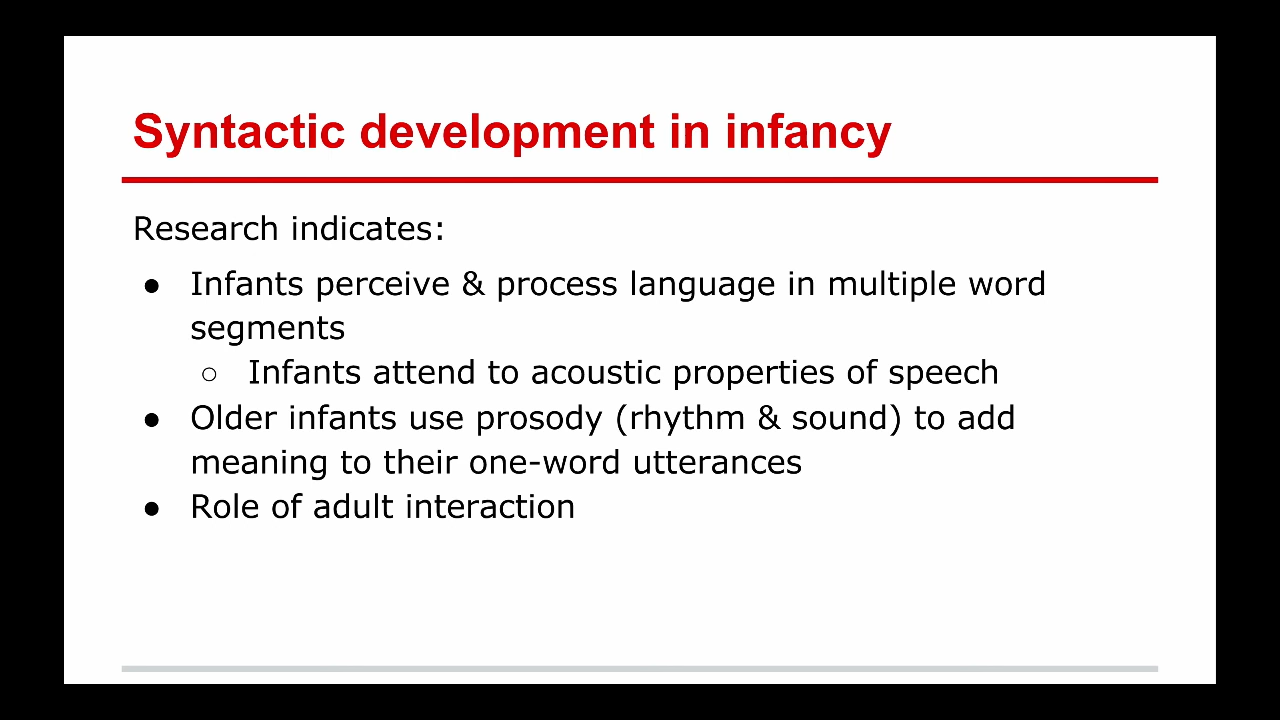 Syntactic development in infancy
Research indicates:
● Infants perceive & process language in multiple word
segments
○ Infants attend to acoustic properties of speech
● Older infants use prosody (rhythm & sound) to add
meaning to their one-word utterances
● Role of adult interaction